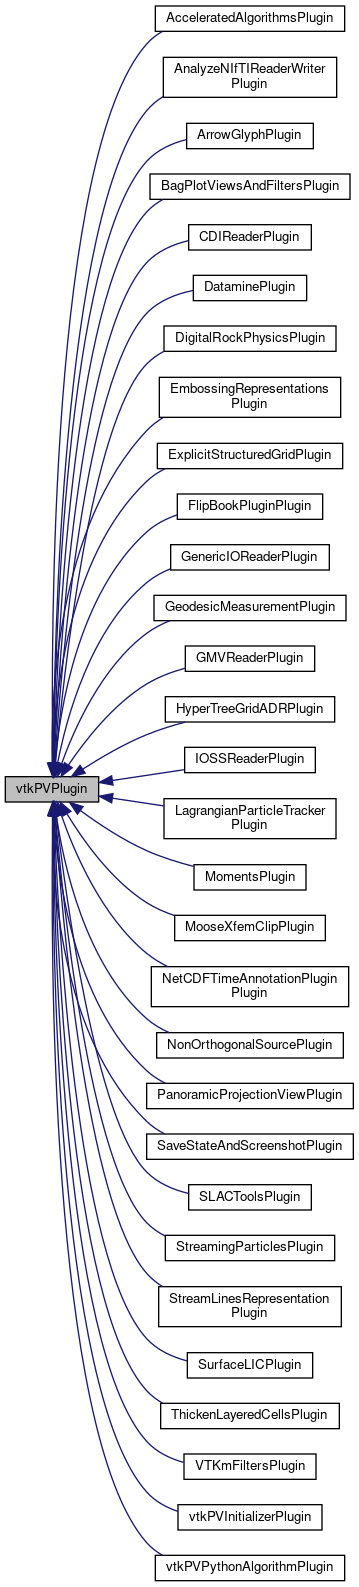 AcceleratedAlgorithmsPlugin
AnalyzeNIfTIReaderWriter
Plugin
ArrowGlyphPlugin
BagPlotViewsAndFiltersPlugin
CDIReaderPlugin
DataminePlugin
DigitalRockPhysicsPlugin
EmbossingRepresentations
Plugin
ExplicitStructuredGridPlugin
FlipBookPluginPlugin
GenericIOReaderPlugin
GeodesicMeasurementPlugin
GMVReaderPlugin
HyperTreeGridADRPlugin
IOSSReaderPlugin
vtkPVPlugin
LagrangianParticleTracker
Plugin
MomentsPlugin
MooseXfemClipPlugin
NetCDFTimeAnnotationPlugin
Plugin
NonOrthogonalSourcePlugin
PanoramicProjectionViewPlugin
SaveStateAndScreenshotPlugin
SLACToolsPlugin
StreamingParticlesPlugin
StreamLinesRepresentation
Plugin
SurfaceLICPlugin
ThickenLayeredCellsPlugin
VTKmFiltersPlugin
vtkPVInitializerPlugin
vtkPVPythonAlgorithmPlugin